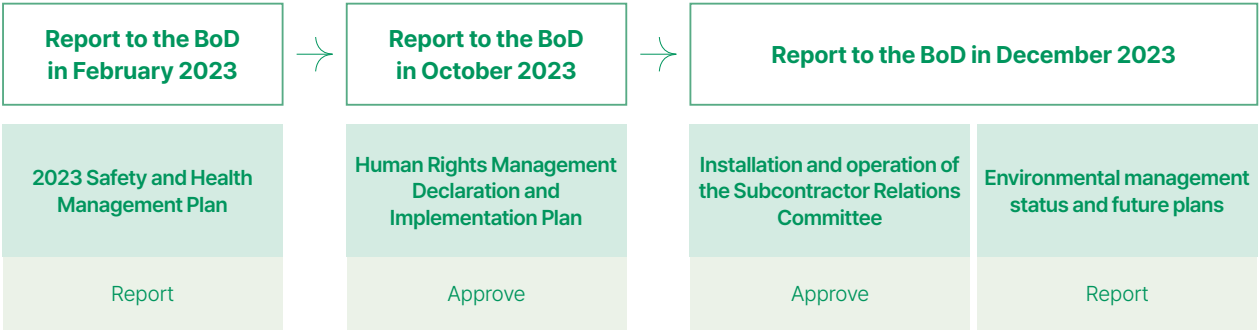 Report to the BoD
in February 2023
Report to the BoD
in October 2023
Report to the BoD in December 2023
2023 Safety and Health
Management Plan
Human Rights Management
Declaration and
Implementation Plan
Installation and operation of
the Subcontractor Relations
Committee
Environmental management
status and future plans
Report
Approve
Approve
Report